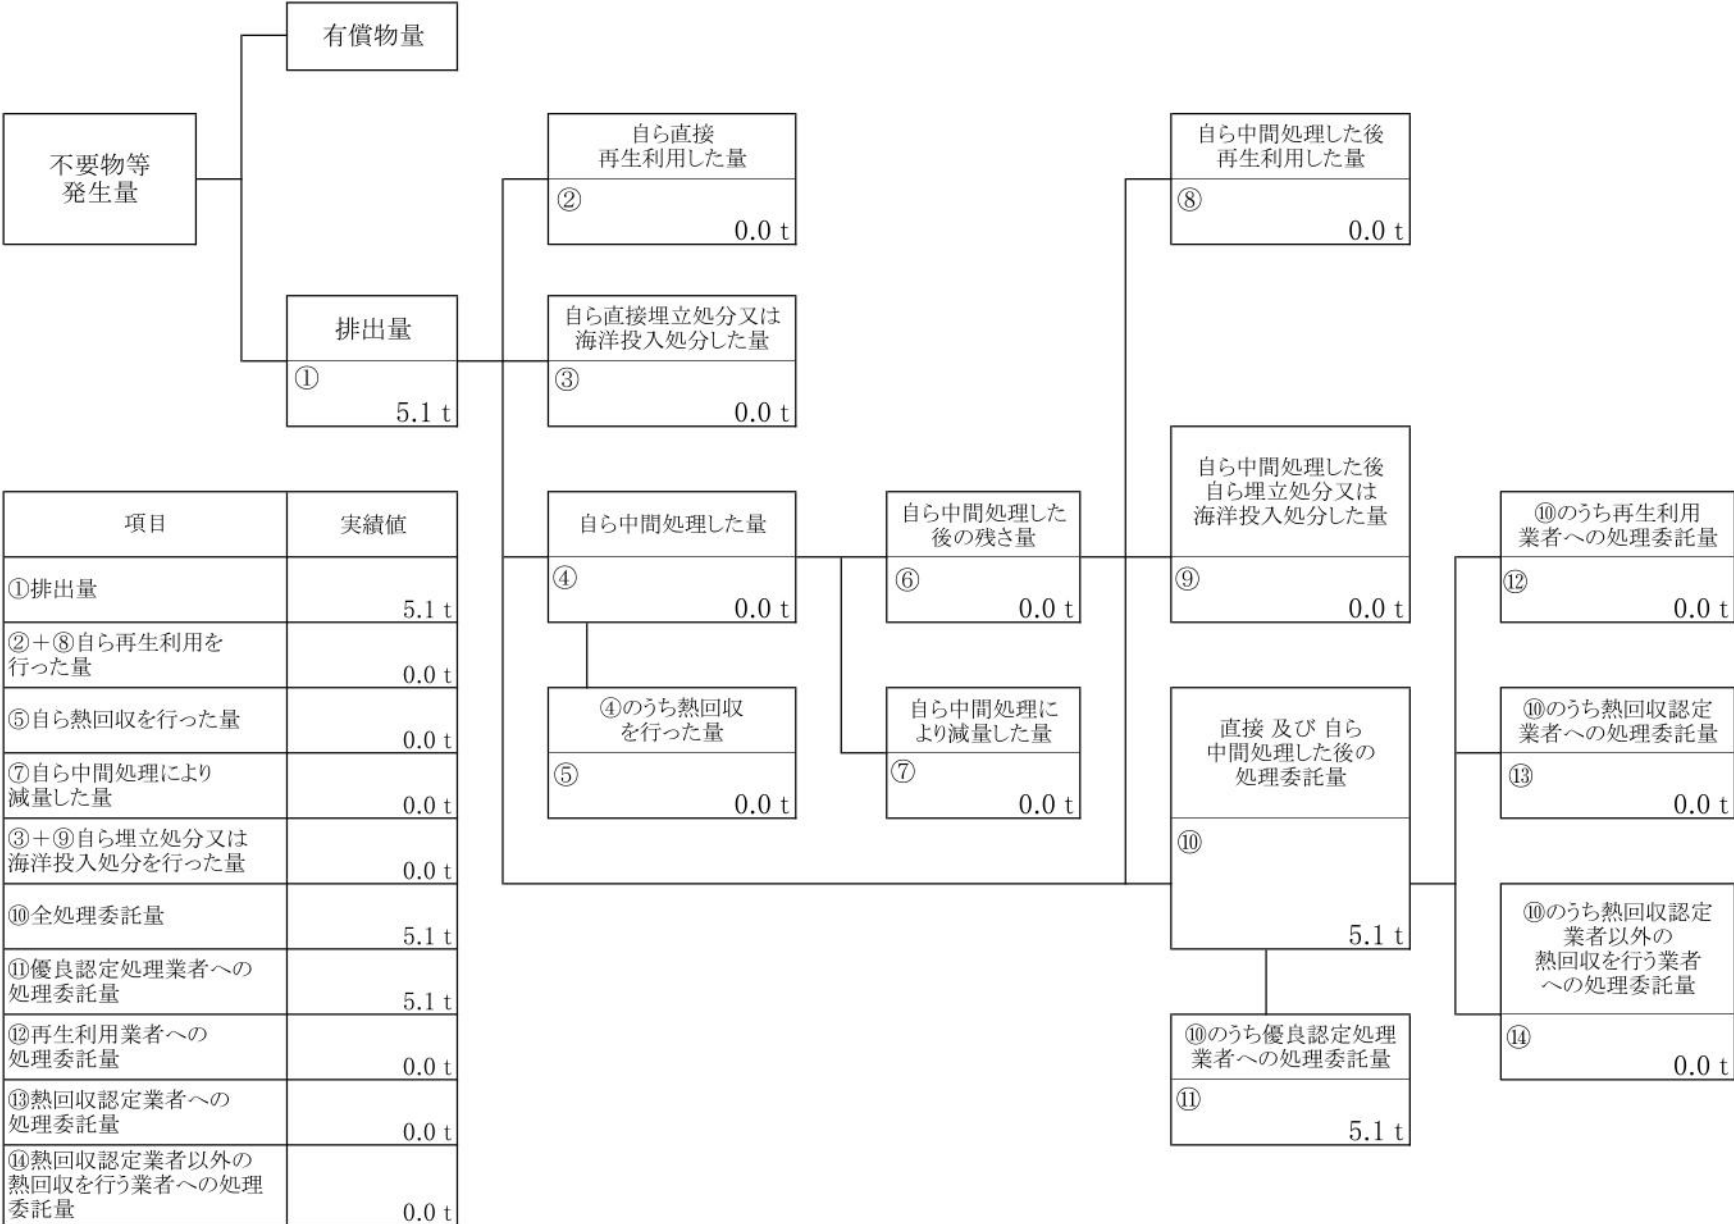 有償物量
不要物等
発生量
自ら直接
再生利用した量
②
0.0 t
自ら中間処理した後
再生利用した量
⑧
0.0 t
排出量
①
5.1 t
自ら直接埋立処分又は
海洋投入処分した量
③
0.0 t
自ら中間処理した量
④
0.0 t
自ら中間処理した
後の残さ量
⑥
0.0 t
自ら中間処理した後
自ら埋立処分又は
海洋投入処分した量
⑨
0.0 t
⑩のうち再生利用
業者への処理委託量
⑫
0.0 t
④のうち熱回収
を行った量
⑤
0.0 t
自ら中間処理に
より減量した量
⑦
0.0 t
直接 及び 自ら
中間処理した後の
処理委託量
⑩
5.1 t
⑩のうち熱回収認定
業者への処理委託量
⑬
0.0 t
⑩のうち熱回収認定
業者以外の
熱回収を行う業者
への処理委託量
⑭
0.0 t
⑩のうち優良認定処理
業者への処理委託量
⑪
5.1 t
項目 実績値
①排出量
5.1 t
②+⑧自ら再生利用を
行った量
0.0 t
⑤自ら熱回収を行った量
0.0 t
⑦自ら中間処理により
減量した量
0.0 t
③+⑨自ら埋立処分又は
海洋投入処分を行った量
0.0 t
⑩全処理委託量
5.1 t
⑪優良認定処理業者への
処理委託量
5.1 t
⑫再生利用業者への
処理委託量
0.0 t
⑬熱回収認定業者への
処理委託量
0.0 t
⑭熱回収認定業者以外の
熱回収を行う業者への処理
委託量
0.0 t